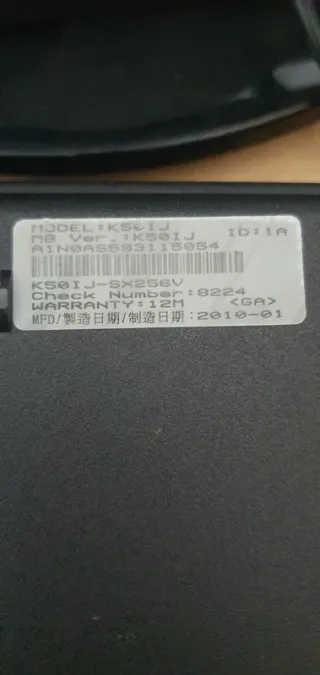 MODEL:K50IJ
MB Ver.:K50IJ ID:1A
A1N0AS593115054
K50IJ-SX256V
Check Number:8224
WARRANTY:12M <GA>
MFD/製造日期/制造日期:2010-01